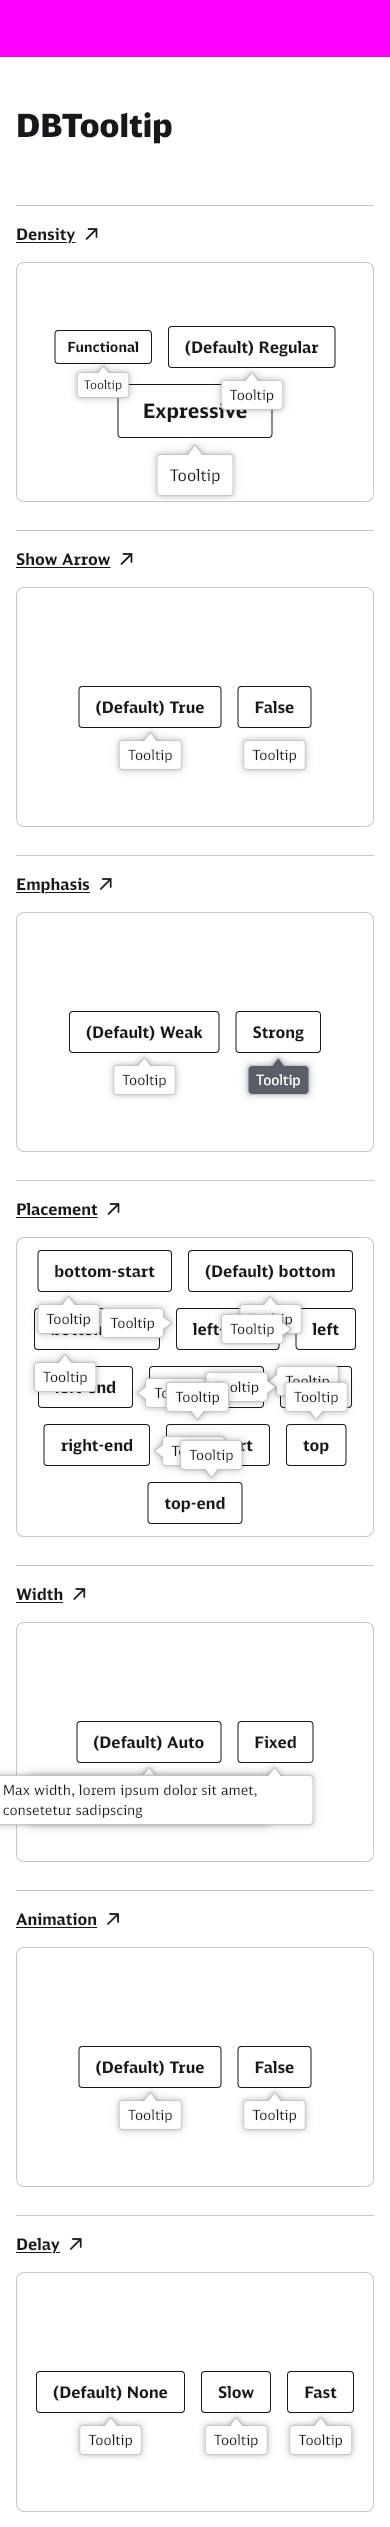 DBTooltip
Density
Functional
(Default) Regular
Tooltip
Tooltip
Expressive
Tooltip
Show Arrow
(Default) True
False
Tooltip
Tooltip
Emphasis
(Default) Weak
Strong
Tooltip
Tooltip
Placement
bottom-start
(Default) bottom
Tooltip
Tooltip
Tooltip
left
Tooltip
Tooltip
Tooltip
Tooltip
right-end
Tooltip
top
top-end
Width
(Default) Auto
Fixed
Max width, lorem ipsum dolor sit amet,
consetetur sadipscing
Animation
(Default) True
False
Tooltip
Tooltip
Delay
(Default) None
Slow
Fast
Tooltip
Tooltip
Tooltip